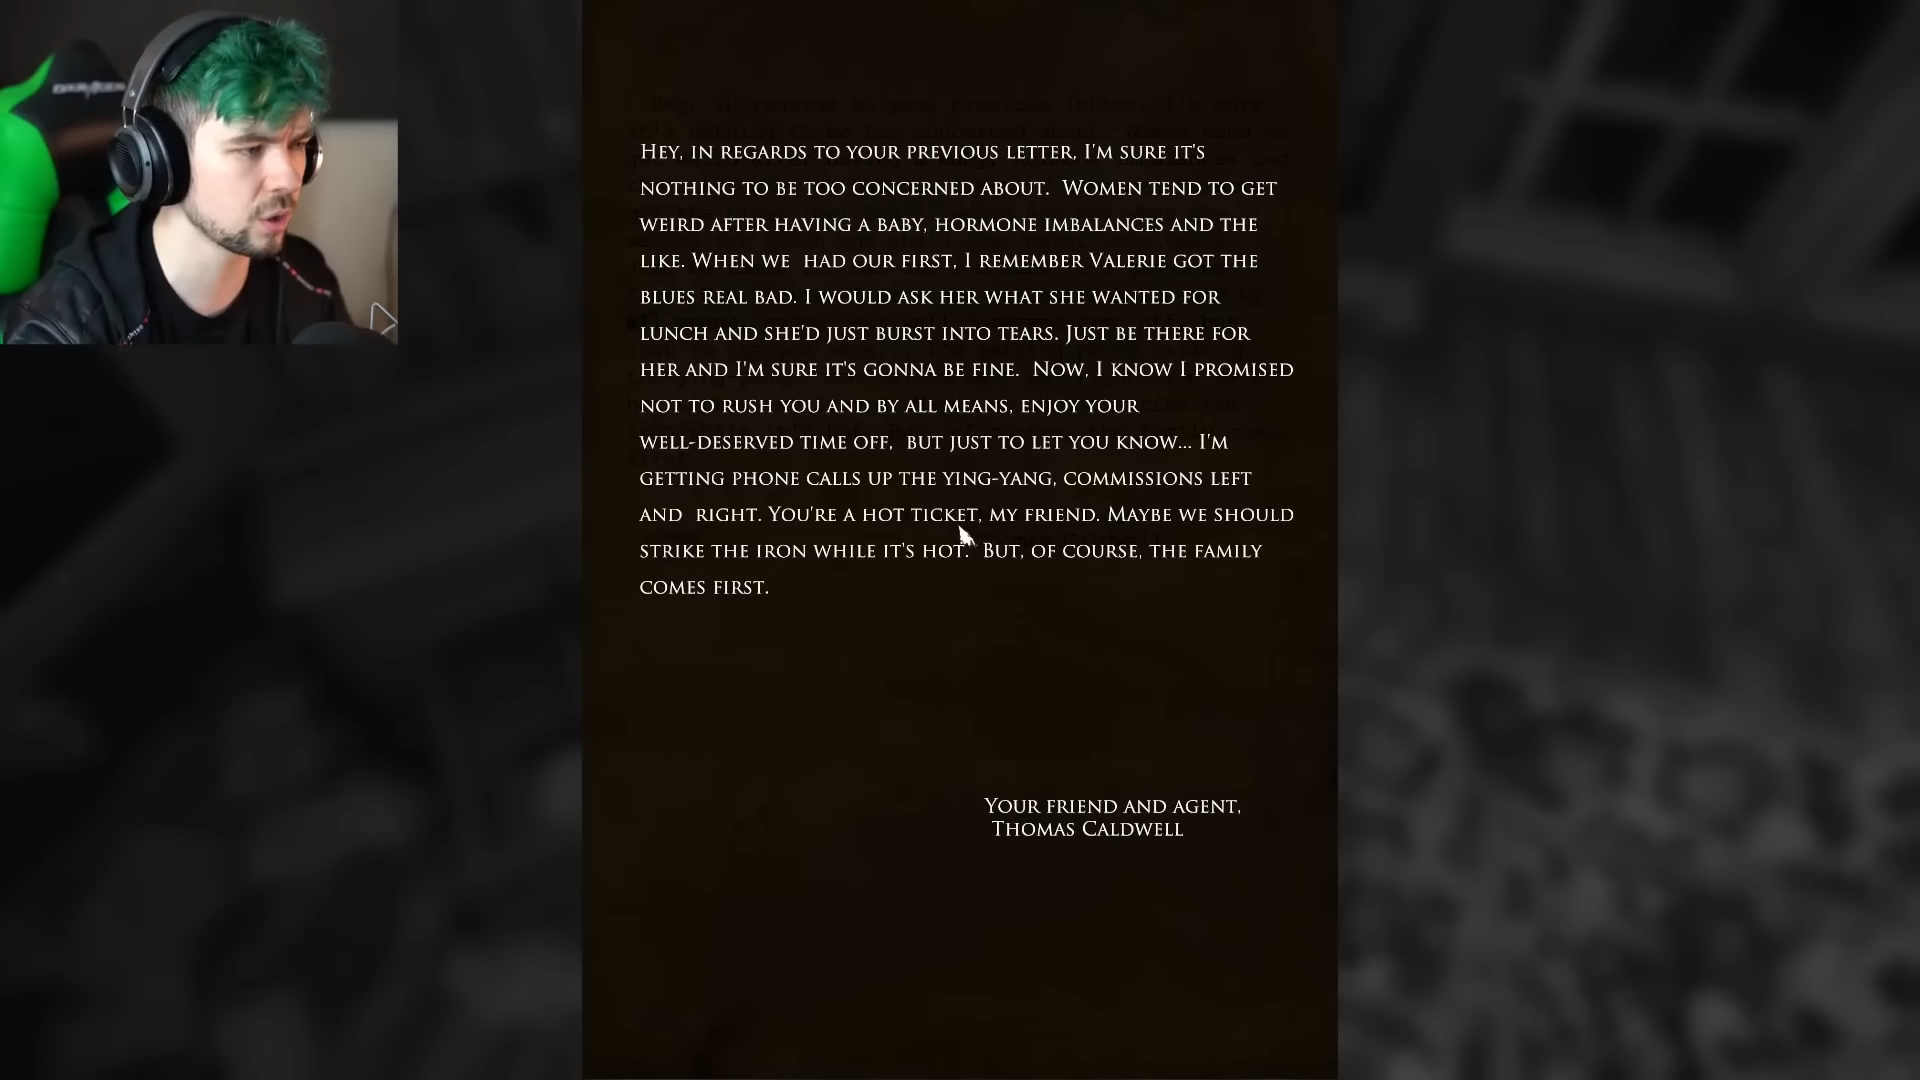 Hey, in regards to your previous letter, I'm sure it's
nothing to be too concerned about.  Women tend to get
weird after having a baby, hormone imbalances and the
like. When we  had our first, I remember Valerie got the
blues real bad. I would ask her what she wanted for
lunch and she'd just burst into tears. Just be there for
her and I'm sure it's gonna be fine.  Now, I know I promised
not to rush you and by all means, enjoy your
well-deserved time off,  but just to let you know... I'm
getting phone calls up the ying-yang, commissions left
and  right. You're a hot ticket, my friend. Maybe we should
strike the iron while it's hot.  But, of course, the family
comes first.
Your friend and agent,
Thomas Caldwell